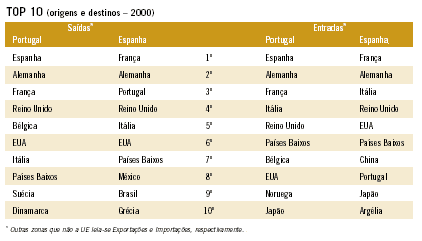 TOP 10 (origens e destinos – 2000)
Saídas* Entradas*
Portugal Espanha Portugal Espanha
Espanha França 1º Espanha França
Alemanha Alemanha 2º Alemanha Alemanha
França Portugal 3º França Itália
Reino Unido Reino Unido 4º Itália Reino Unido
Bélgica Itália 5º Reino Unido EUA
EUA EUA 6º Países Baixos Países Baixos
Itália Países Baixos 7º Bélgica China
Países Baixos México 8º EUA Portugal
Suécia Brasil 9º Noruega Japão
Dinamarca Grécia 10º Japão Argélia
* Outras zonas que não a UE leia-se Exportações e Importações, respectivamente.